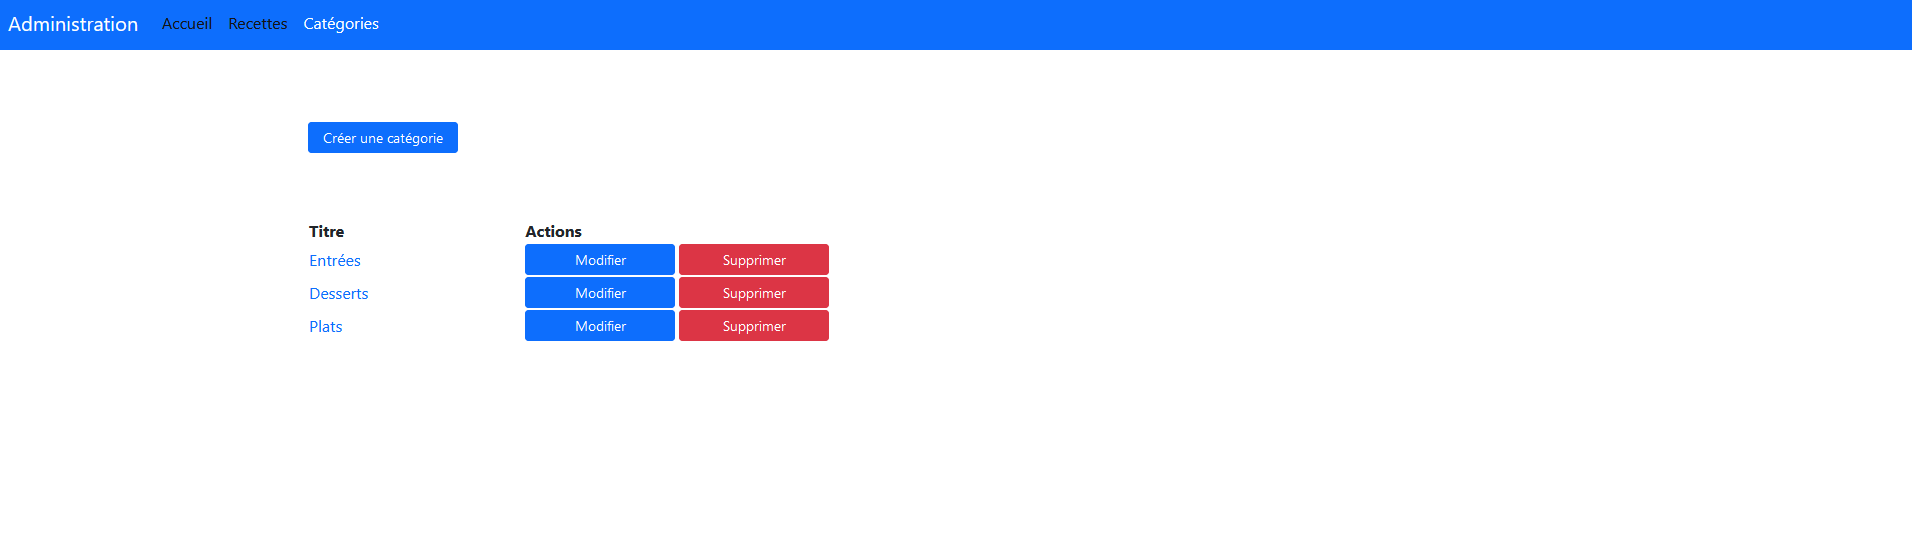 Administration Accueil Recettes Catégories
Créer une catégorie
Titre Actions
Entrées Modifier Supprimer
Desserts Modifier Supprimer
Plats Modifier Supprimer